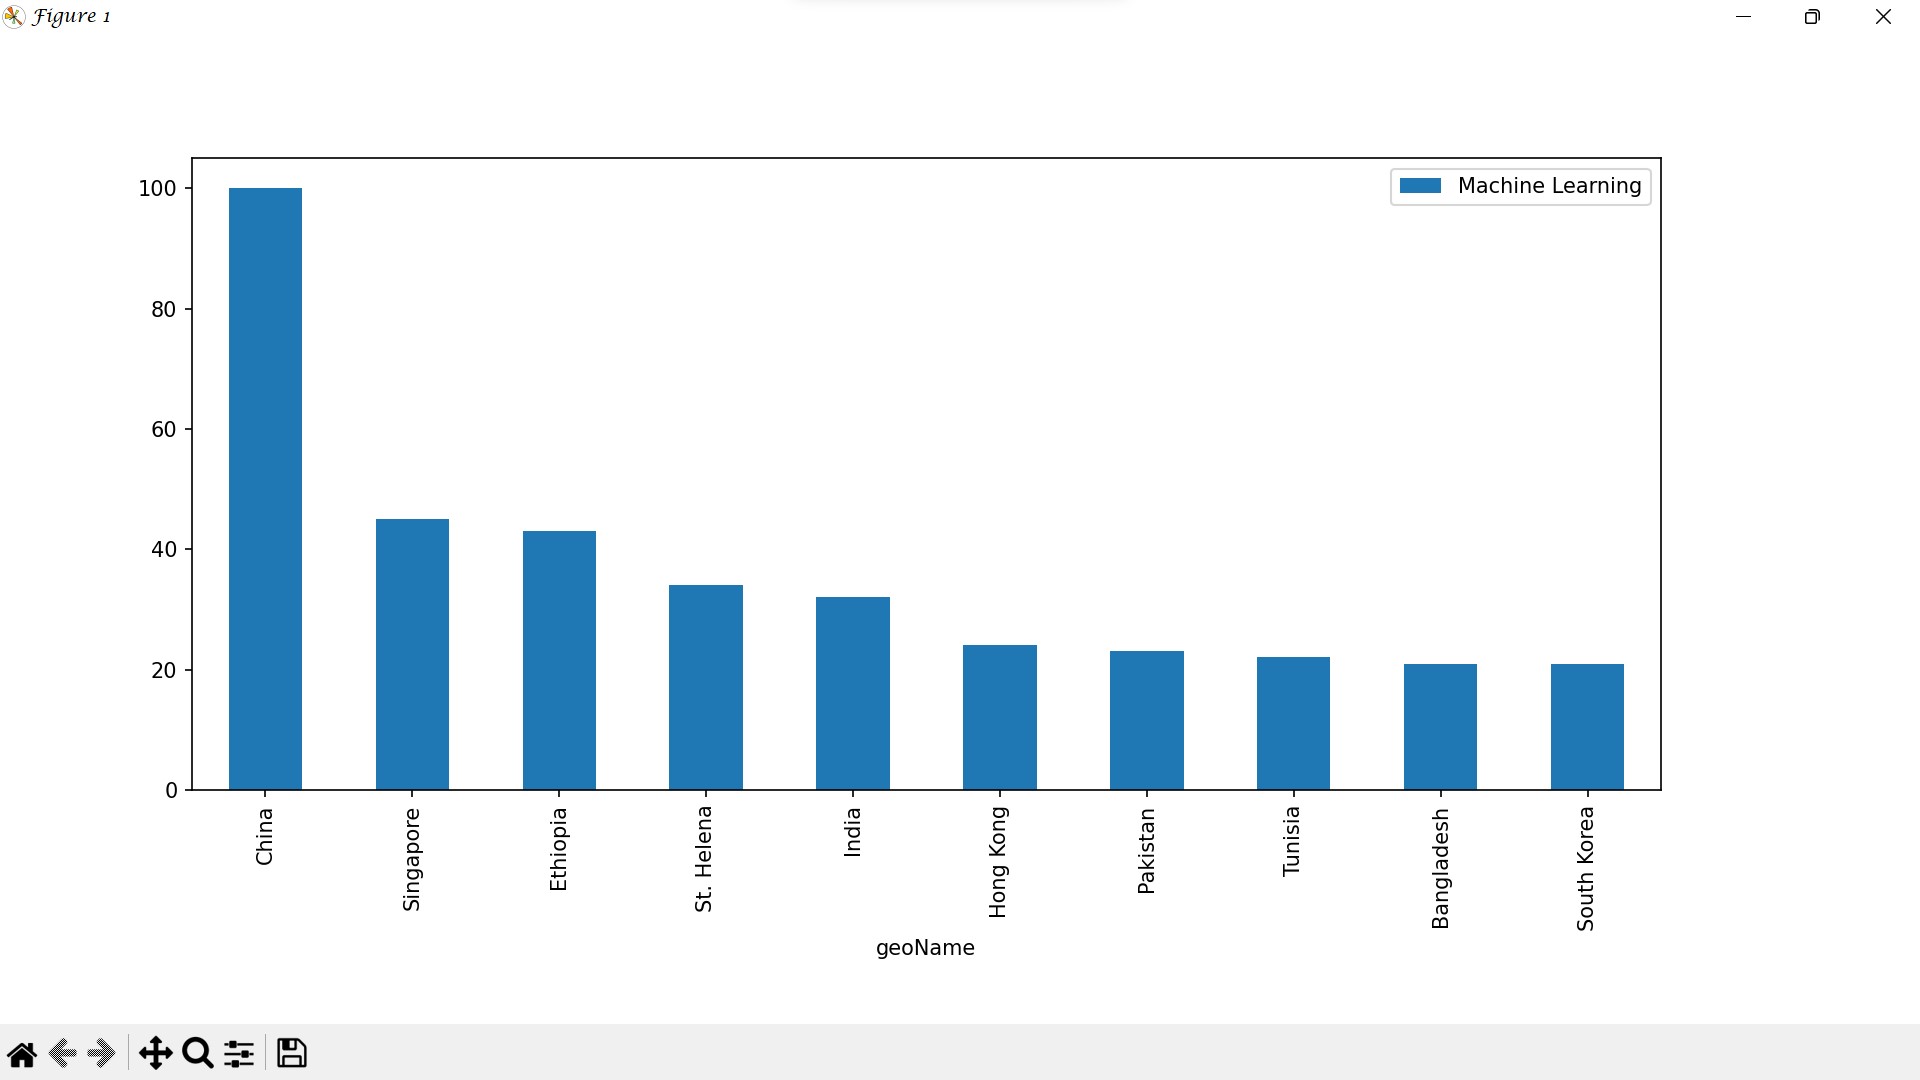 Figure 1
Machine Learning
100
80
60
40
20
0
China
Singapore
Ethiopia
St. Helena
India
Hong Kong
Pakistan
Tunisia
Bangladesh
South Korea
geoName